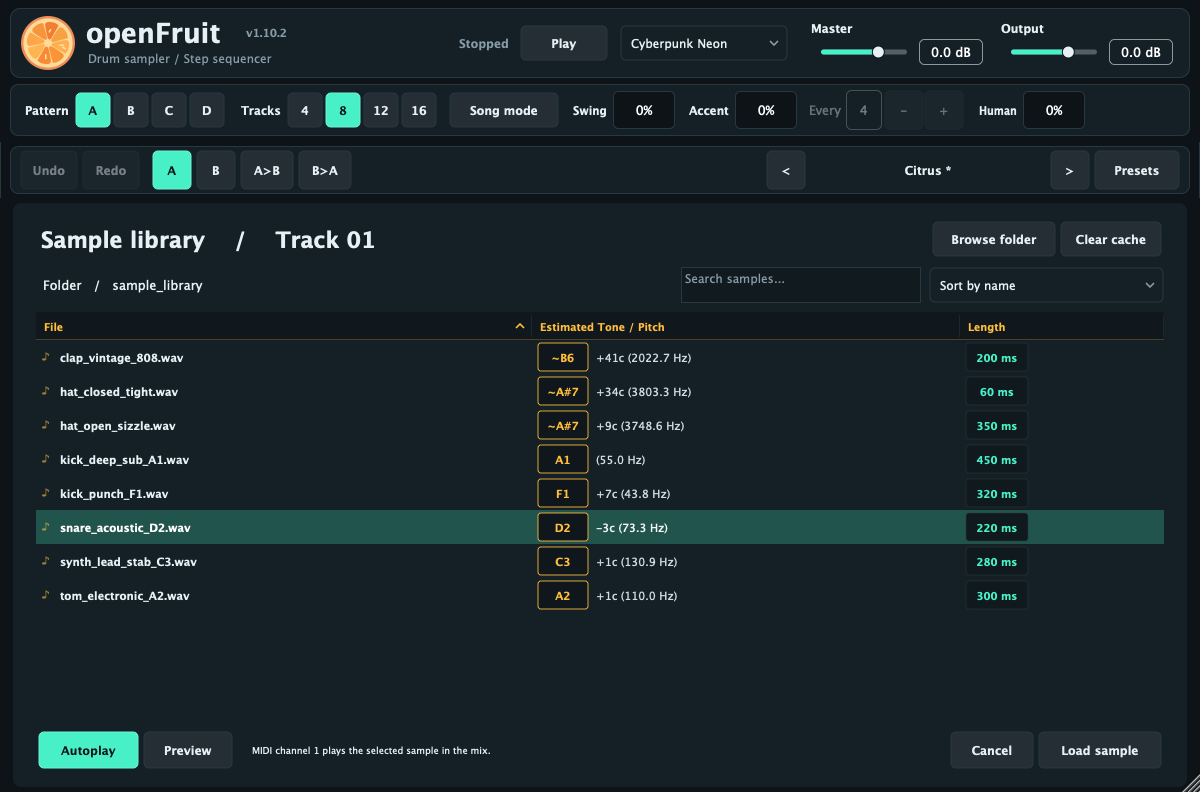 openFruit v1.10.2
Drum sampler / Step sequencer
Stopped Play Cyberpunk Neon Master 0.0 dB Output 0.0 dB
Pattern A B C D Tracks 4 8 12 16 Song mode Swing 0% Accent 0% Every 4 - + Human 0%
Undo Redo A B A>B B>A < Citrus * > Presets
Sample library / Track 01 Browse folder Clear cache
Folder / sample_library Search samples... Sort by name
File Estimated Tone / Pitch Length
clap_vintage_808.wav ~B6 +41c (2022.7 Hz) 200 ms
hat_closed_tight.wav ~A#7 +34c (3803.3 Hz) 60 ms
hat_open_sizzle.wav ~A#7 +9c (3748.6 Hz) 350 ms
kick_deep_sub_A1.wav A1 (55.0 Hz) 450 ms
kick_punch_F1.wav F1 +7c (43.8 Hz) 320 ms
snare_acoustic_D2.wav D2 -3c (73.3 Hz) 220 ms
synth_lead_stab_C3.wav C3 +1c (130.9 Hz) 280 ms
tom_electronic_A2.wav A2 +1c (110.0 Hz) 300 ms
Autoplay Preview MIDI channel 1 plays the selected sample in the mix. Cancel Load sample